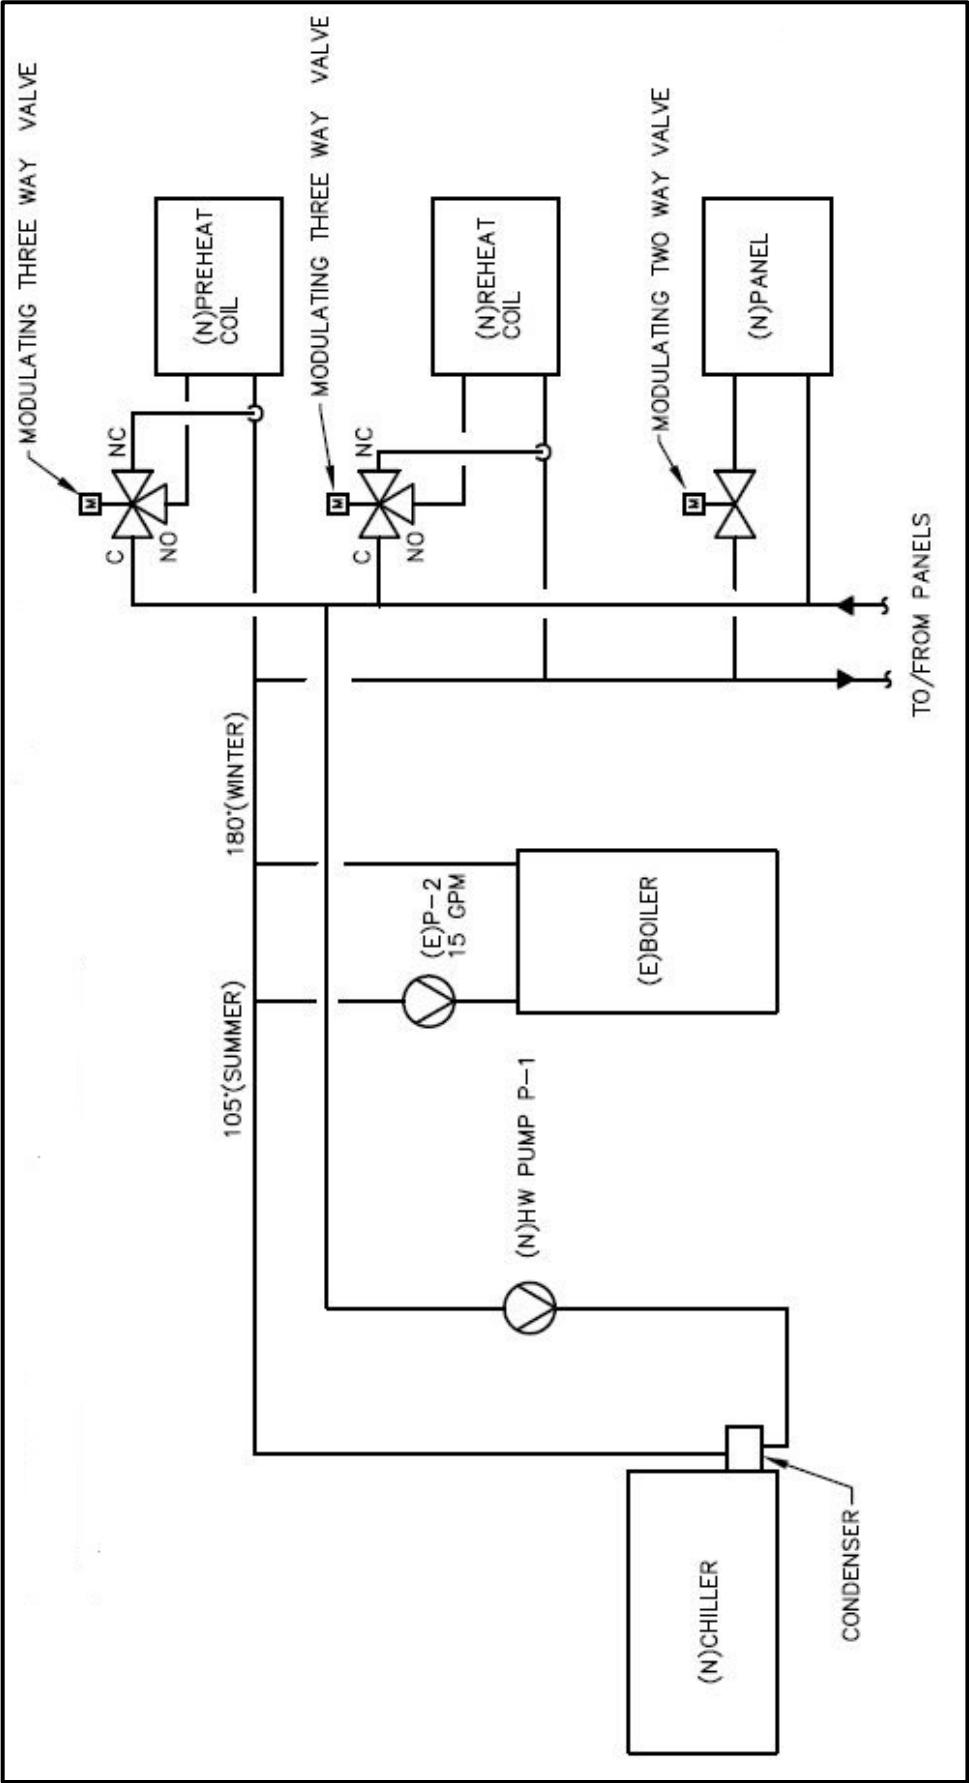 MODULATING THREE WAY VALVE
M
C
NC
NO
(N)PREHEAT
COIL
MODULATING THREE WAY VALVE
M
C
NC
NO
(N)REHEAT
COIL
MODULATING TWO WAY VALVE
M
(N)PANEL
TO/FROM PANELS
105°(SUMMER)
180°(WINTER)
(E)P-2
15 GPM
(E)BOILER
(N)HW PUMP P-1
(N)CHILLER
CONDENSER